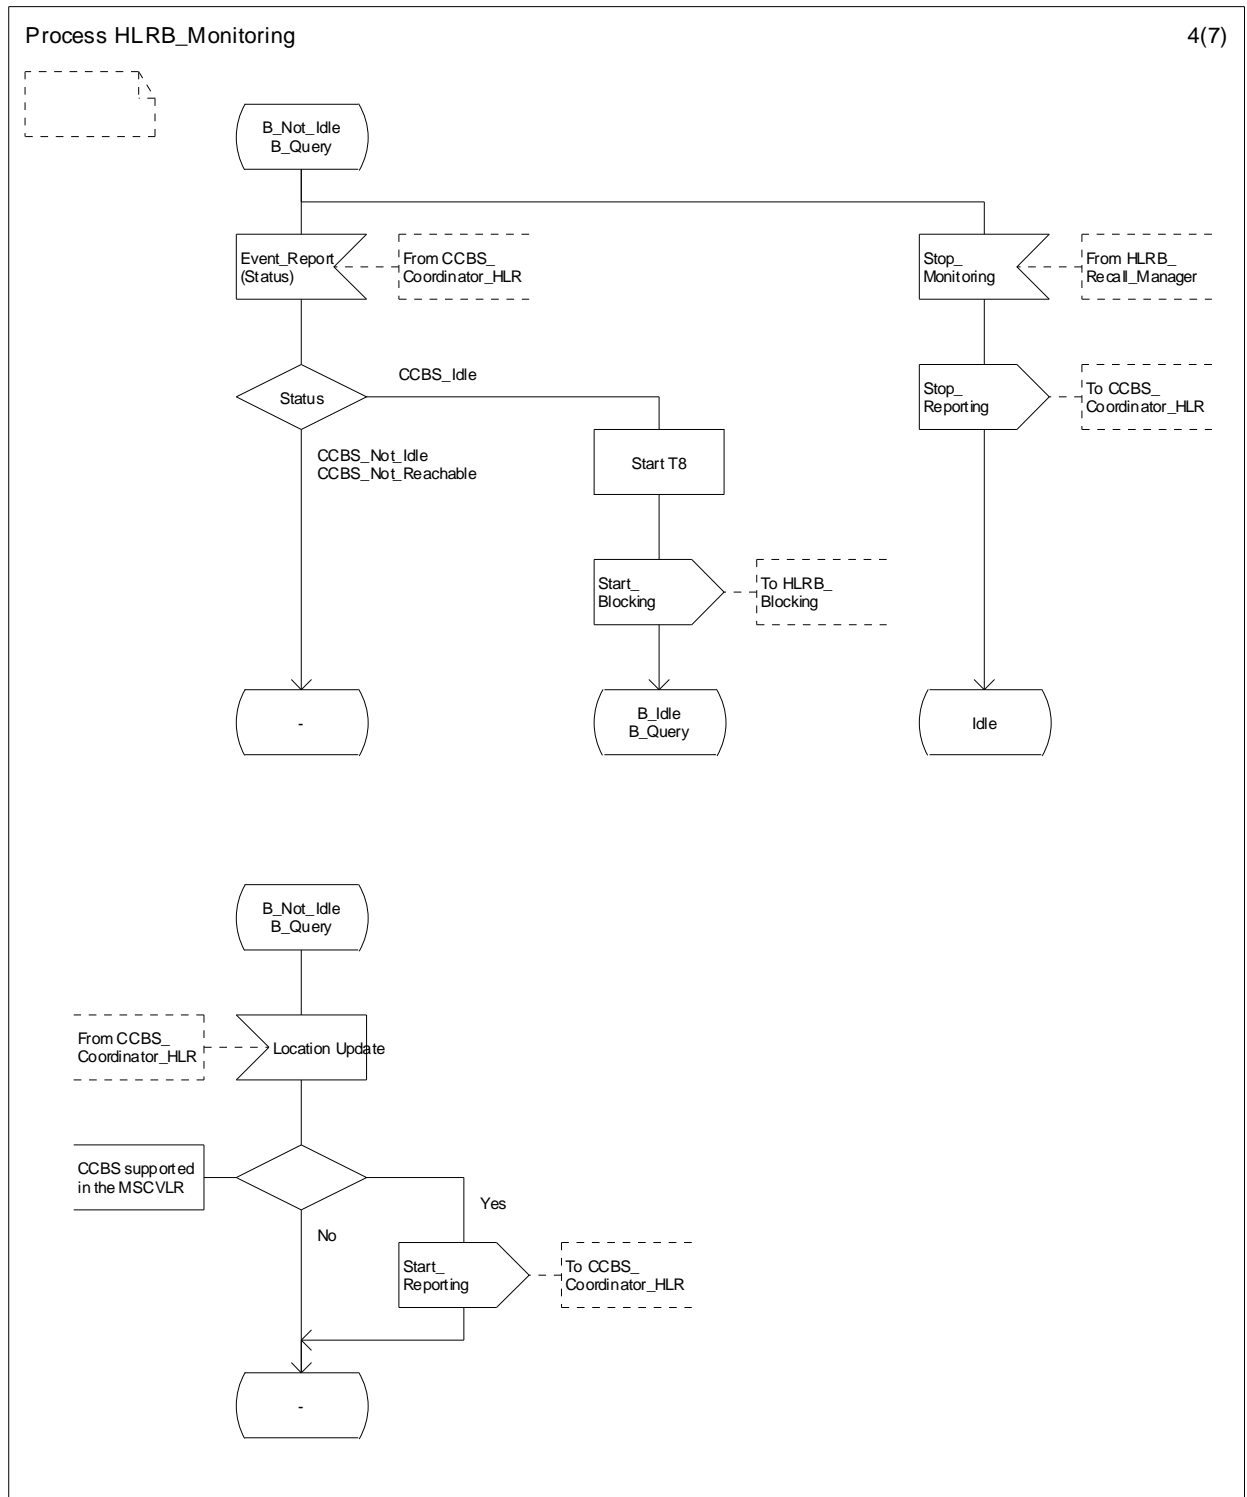 Process HLRB_Monitoring
4(7)
B_Not_Idle
B_Query
Event_Report
(Status)
From CCBS_
Coordinator_HLR
Stop_
Monitoring
From HLRB_
Recall_Manager
Status
CCBS_Idle
Stop_
Reporting
To CCBS_
Coordinator_HLR
CCBS_Not_Idle
CCBS_Not_Reachable
Start T8
Start_
Blocking
To HLRB_
Blocking
-
B_Idle
B_Query
Idle
B_Not_Idle
B_Query
From CCBS_
Coordinator_HLR
Location Update
CCBS supported
in the MSCVLR
Yes
No
Start_
Reporting
To CCBS_
Coordinator_HLR
-